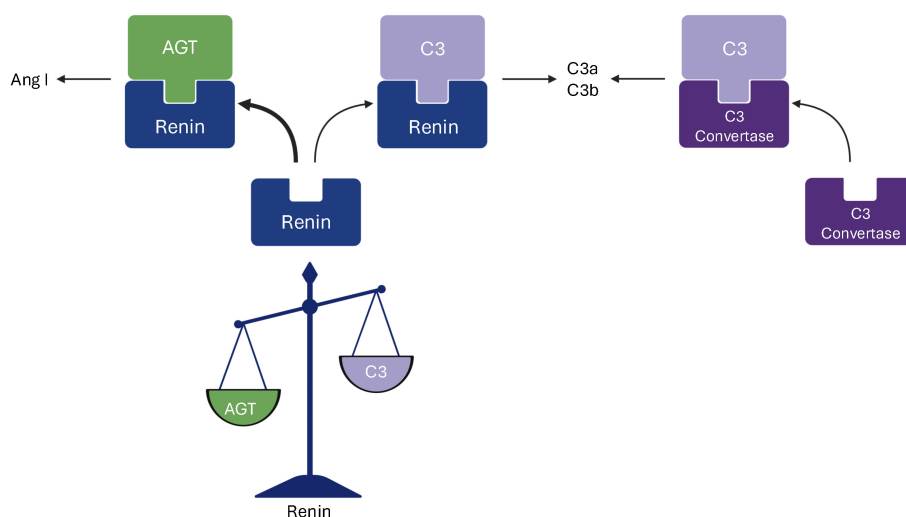 AGT
C3
C3
Ang I
C3a
C3b
Renin
Renin
C3
Convertase
Renin
C3
Convertase
C3
AGT
Renin